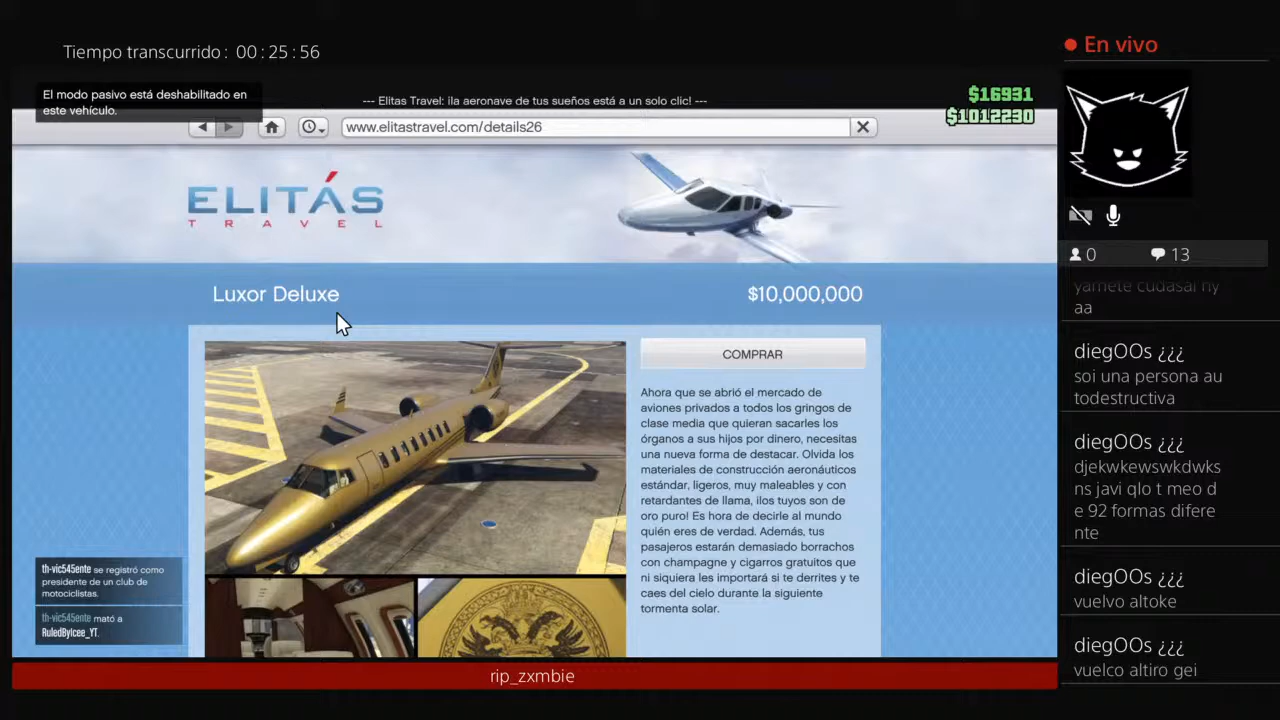 Tiempo transcurrido: 00:25:56
En vivo
El modo pasivo está deshabilitado en
este vehículo.
--- Elitas Travel: ¡la aeronave de tus sueños está a un solo clic! ---
$16931
$1012230
www.elitastravel.com/details26
ELITÁS
TRAVEL
Luxor Deluxe
$10,000,000
COMPRAR
Ahora que se abrió el mercado de
aviones privados a todos los gringos de
clase media que quieran sacarles los
órganos a sus hijos por dinero, necesitas
una nueva forma de destacar. Olvida los
materiales de construcción aeronáuticos
estándar, ligeros, muy maleables y con
retardantes de llama, ¡los tuyos son de
oro puro! Es hora de decirle al mundo
quién eres de verdad. Además, tus
pasajeros estarán demasiado borrachos
con champagne y cigarros gratuitos que
ni siquiera les importará si te derrites y te
caes del cielo durante la siguiente
tormenta solar.
th-vic545ente se registró como
presidente de un club de
motociclistas.
th-vic545ente mató a
RuledByIcee_YT.
rip_zxmbie
0
13
yamete cudasai ny
aa
diegOOs ¿¿¿
soi una persona au
todestructiva
diegOOs ¿¿¿
djekwkewswkdwks
ns javi qlo t meo d
e 92 formas difere
nte
diegOOs ¿¿¿
vuelvo altoke
diegOOs ¿¿¿
vuelco altiro gei